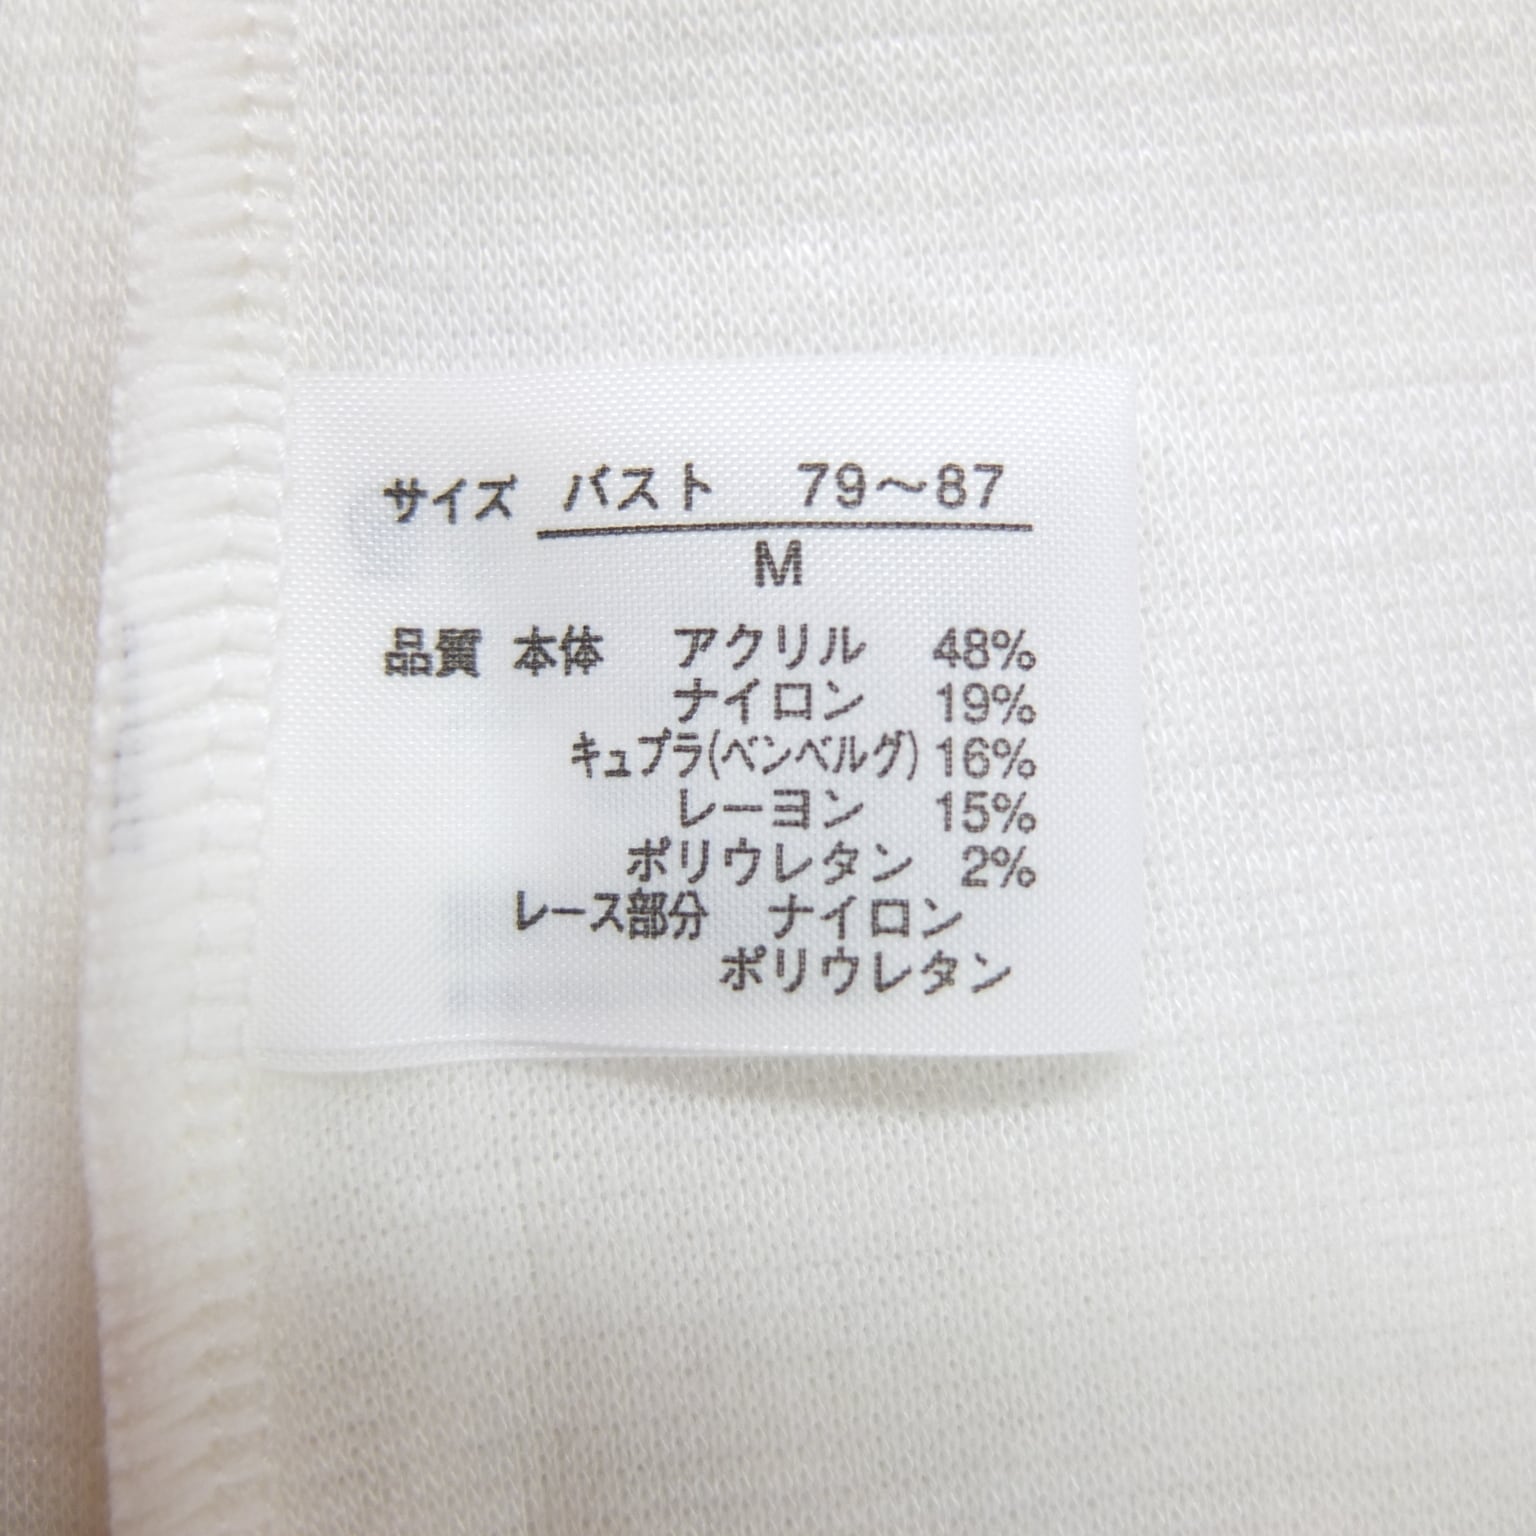 サイズ バスト 79〜87
M
品質 本体 アクリル 48%
ナイロン 19%
キュプラ(ベンベルグ) 16%
レーヨン 15%
ポリウレタン 2%
レース部分 ナイロン
ポリウレタン